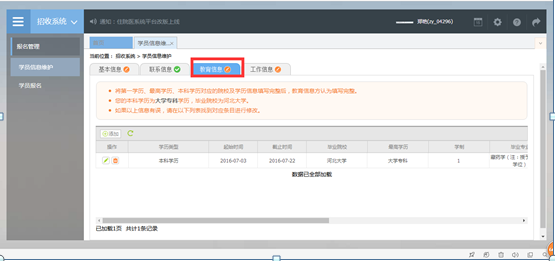 招收系统
通知：住院医系统平台改版上线
郑艳(zy_94296)
报名管理
学员信息维护
学员报名
学员信息维...
当前位置： 招收系统 > 学员信息维护
基本信息
联系信息
教育信息
工作信息
将第一学历、最高学历、本科学历对应的院校及学历信息填写完整后，教育信息方认为填写完整。
您的本科学历为大学专科学历，毕业院校为河北大学。
如果以上信息有误，请在以下列表找到对应条目进行修改。
添加
操作 学历类型 起始时间 截止时间 毕业院校 最高学历 学制 毕业专
本科学历 2016-07-03 2016-07-22 河北大学 大学专科 1
学位）
数据已全部加载
已加载1页 共计1条记录